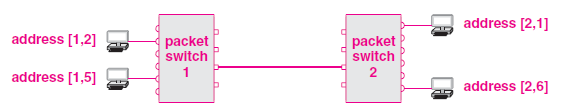 address [1,2]
address [1,5]
packet
switch
1
packet
switch
2
address [2,1]
address [2,6]